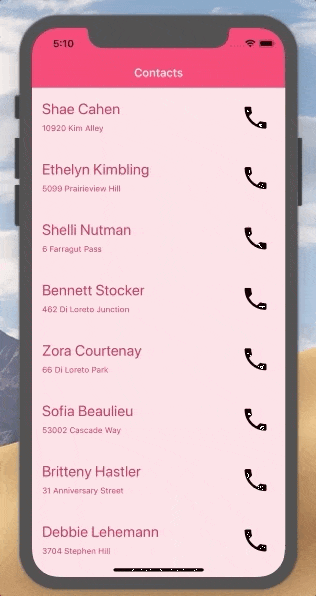 5:10
Contacts
Shae Cahen
10920 Kim Alley
Ethelyn Kimbling
5099 Prairieview Hill
Shelli Nutman
6 Farragut Pass
Bennett Stocker
462 Di Loreto Junction
Zora Courtenay
66 Di Loreto Park
Sofia Beaulieu
53002 Cascade Way
Britteny Hastler
31 Anniversary Street
Debbie Lehemann
3704 Stephen Hill